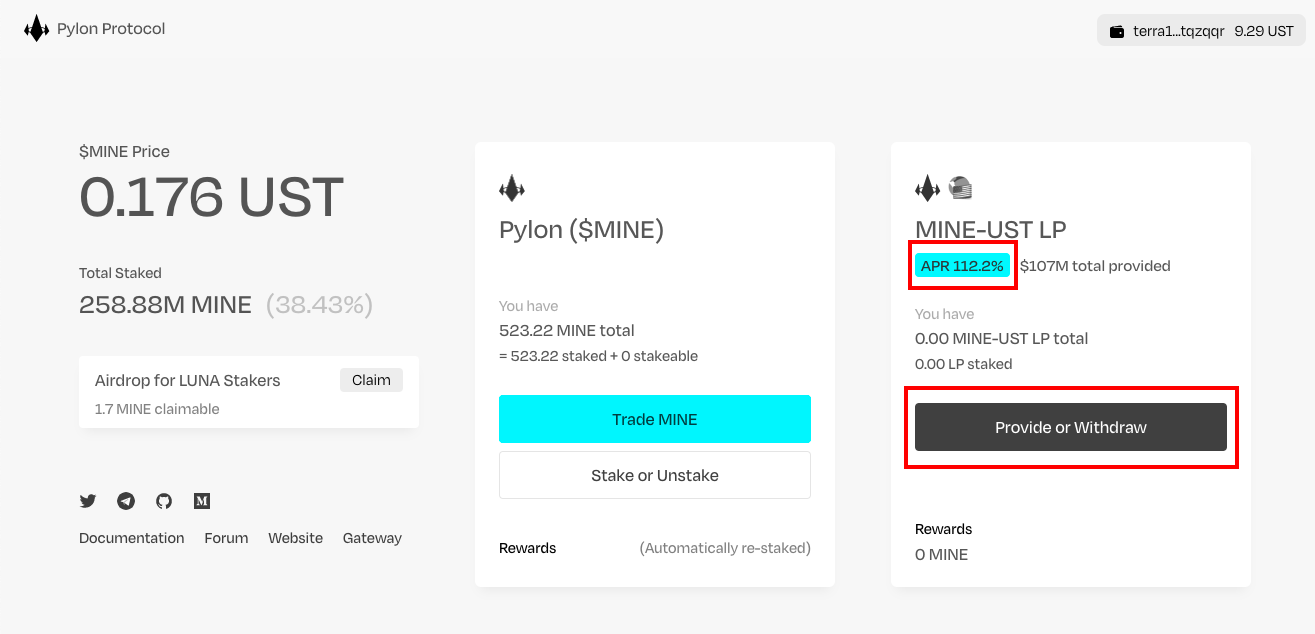 Pylon Protocol
terra1...tqzqqr 9.29 UST
$MINE Price
0.176 UST
Total Staked
258.88M MINE (38.43%)
Airdrop for LUNA Stakers Claim
1.7 MINE claimable
Documentation Forum Website Gateway
Pylon ($MINE)
You have
523.22 MINE total
= 523.22 staked + 0 stakeable
Trade MINE
Stake or Unstake
Rewards (Automatically re-staked)
MINE-UST LP
APR 112.2% $107M total provided
You have
0.00 MINE-UST LP total
0.00 LP staked
Provide or Withdraw
Rewards
0 MINE